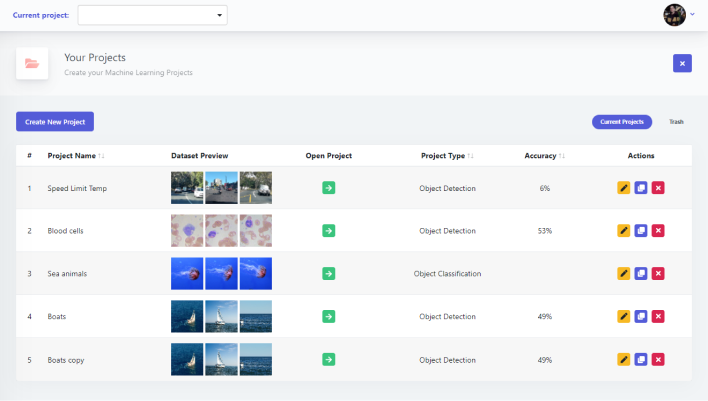 Current project:
Your Projects
Create your Machine Learning Projects
Create New Project
Current Projects Trash
# Project Name Dataset Preview Open Project Project Type Accuracy Actions
1 Speed Limit Temp Object Detection 6%
2 Blood cells Object Detection 53%
3 Sea animals Object Classification
4 Boats Object Detection 49%
5 Boats copy Object Detection 49%